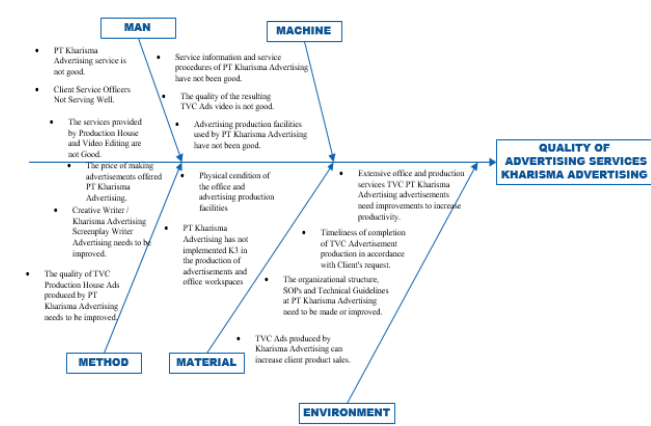 MAN
MACHINE
• PT Kharisma
Advertising service is
not good.
• Client Service Officers
Not Serving Well.
• The services provided
by Production House
and Video Editing are
not Good.
• Service information and service
procedures of PT Kharisma Advertising
have not been good.
• The quality of the resulting
TVC Ads video is not good.
• Advertising production facilities
used by PT Kharisma Advertising
have not been good.
QUALITY OF
ADVERTISING SERVICES
KHARISMA ADVERTISING
• The price of making
advertisements offered
PT Kharisma
Advertising.
• Creative Writer /
Kharisma Advertising
Screenplay Writer
Advertising needs to be
improved.
• The quality of TVC
Production House Ads
produced by PT
Kharisma Advertising
needs to be improved.
• Physical condition of
the office and
advertising production
facilities
• PT Kharisma
Advertising has not
implemented K3 in
the production of
advertisements and
office workspaces
• Extensive office and production
services TVC PT Kharisma
Advertising advertisements
need improvements to increase
productivity.
• Timeliness of completion
of TVC Advertisement
production in accordance
with Client's request.
• The organizational structure,
SOPs and Technical Guidelines
at PT Kharisma Advertising
need to be made or improved.
• TVC Ads produced by
Kharisma Advertising can
increase client product sales.
METHOD
MATERIAL
ENVIRONMENT